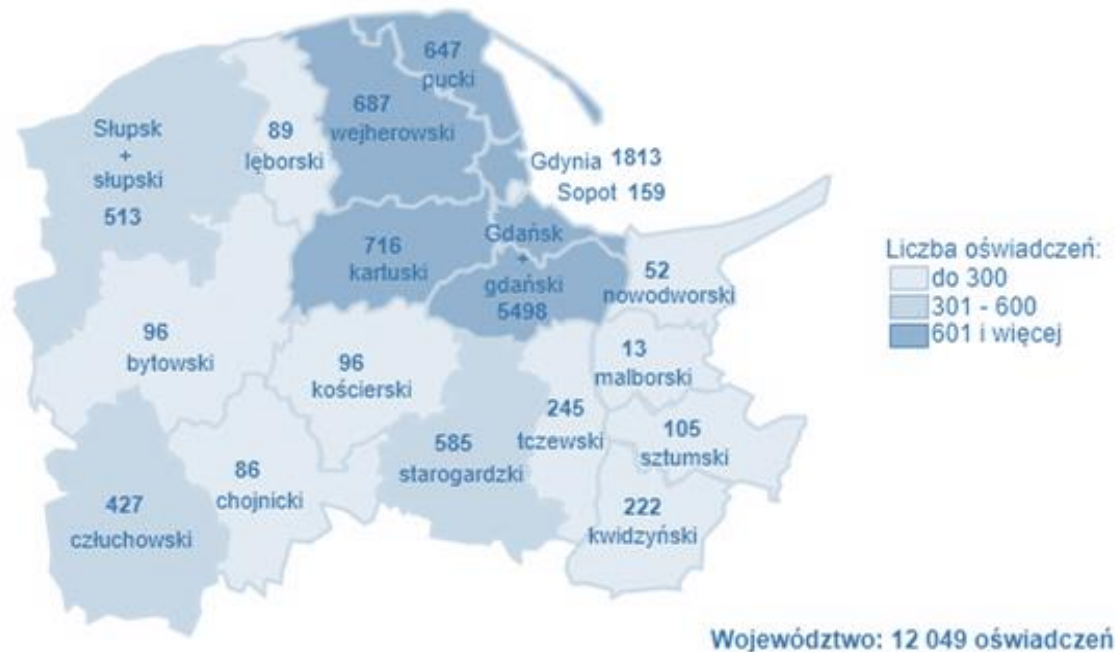 647
pucki
687
wejherowski
89
lęborski
Słupsk
+
słupski
513
Gdynia 1813
Sopot 159
716
kartuski
Gdańsk
+
gdański
5498
52
nowodworski
Liczba oświadczeń:
do 300
301 - 600
601 i więcej
96
bytowski
96
kościerski
13
malborski
245
tczewski
105
sztumski
585
starogardzki
86
chojnicki
427
człuchowski
222
kwidzyński
Województwo: 12 049 oświadczeń